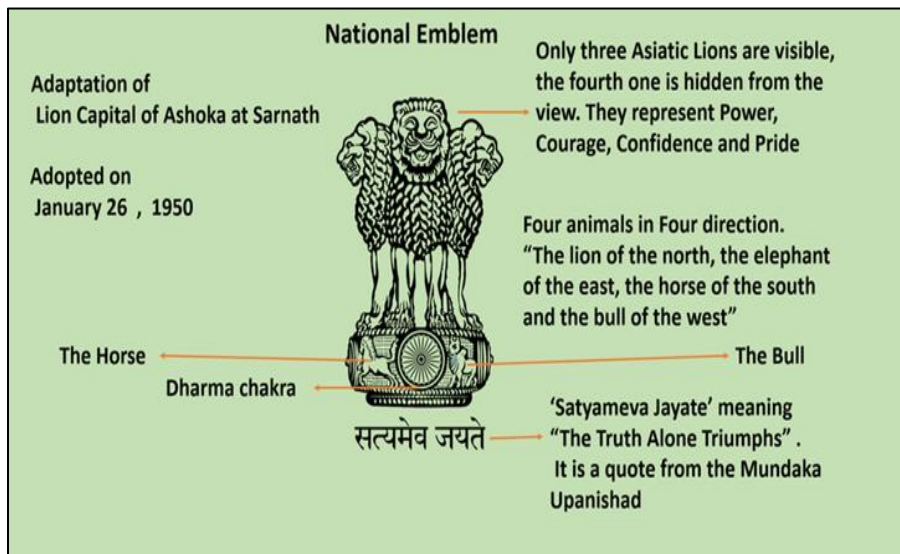 National Emblem
Adaptation of
Lion Capital of Ashoka at Sarnath
Adopted on
January 26 , 1950
Only three Asiatic Lions are visible,
the fourth one is hidden from the
view. They represent Power,
Courage, Confidence and Pride
Four animals in Four direction.
“The lion of the north, the elephant
of the east, the horse of the south
and the bull of the west”
The Horse
The Bull
Dharma chakra
सत्यमेव जयते
‘Satyameva Jayate’ meaning
“The Truth Alone Triumphs” .
It is a quote from the Mundaka
Upanishad